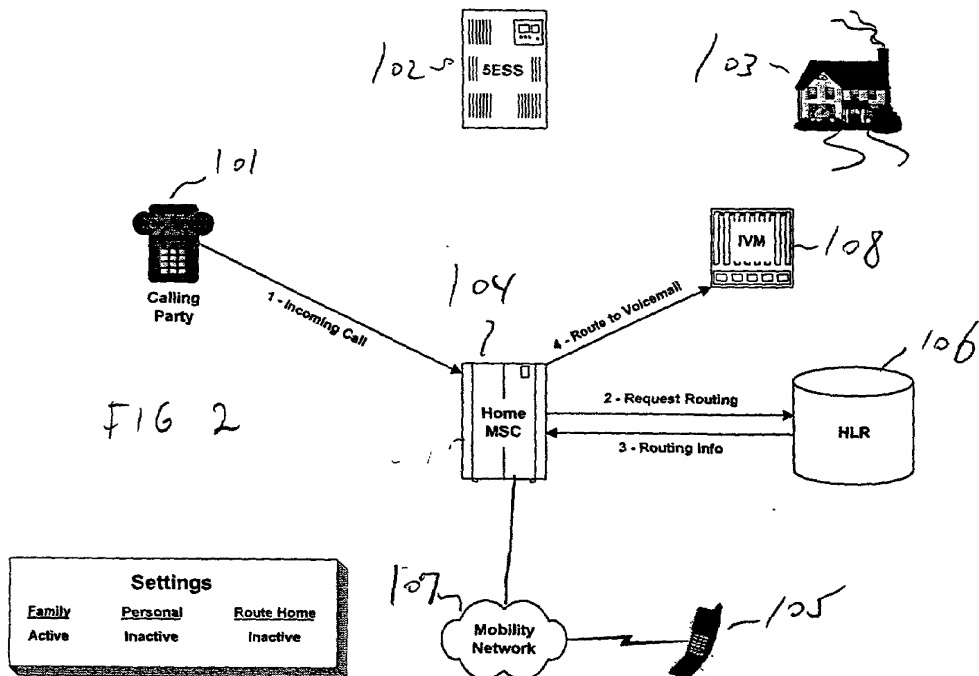 102
5ESS
103
101
Calling
Party
1 - Incoming Call
104
IVM
108
4 - Route to Voicemail
106
Home
MSC
2 - Request Routing
3 - Routing Info
HLR
FIG 2
Settings
Family Personal Route Home
Active Inactive Inactive
107
Mobility
Network
105